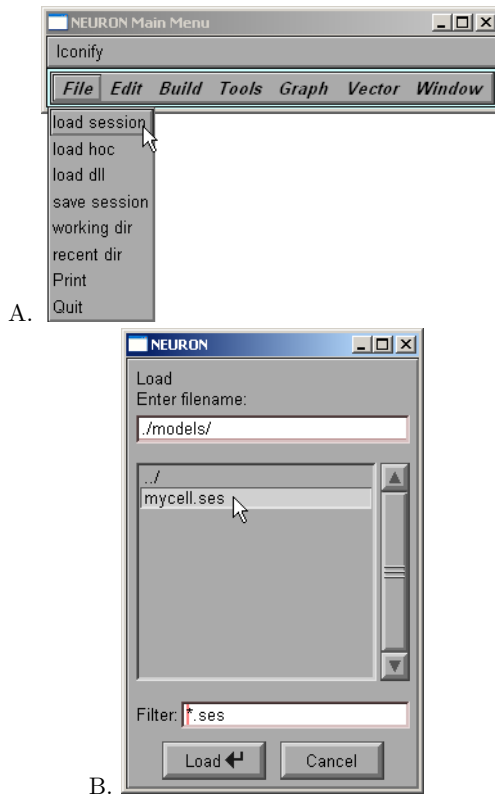 NEURON Main Menu
Iconify
File Edit Build Tools Graph Vector Window
load session
load hoc
load dll
save session
working dir
recent dir
Print
Quit
A.
NEURON
Load
Enter filename:
./models/
../
mycell.ses
Filter: *.ses
Load Cancel
B.